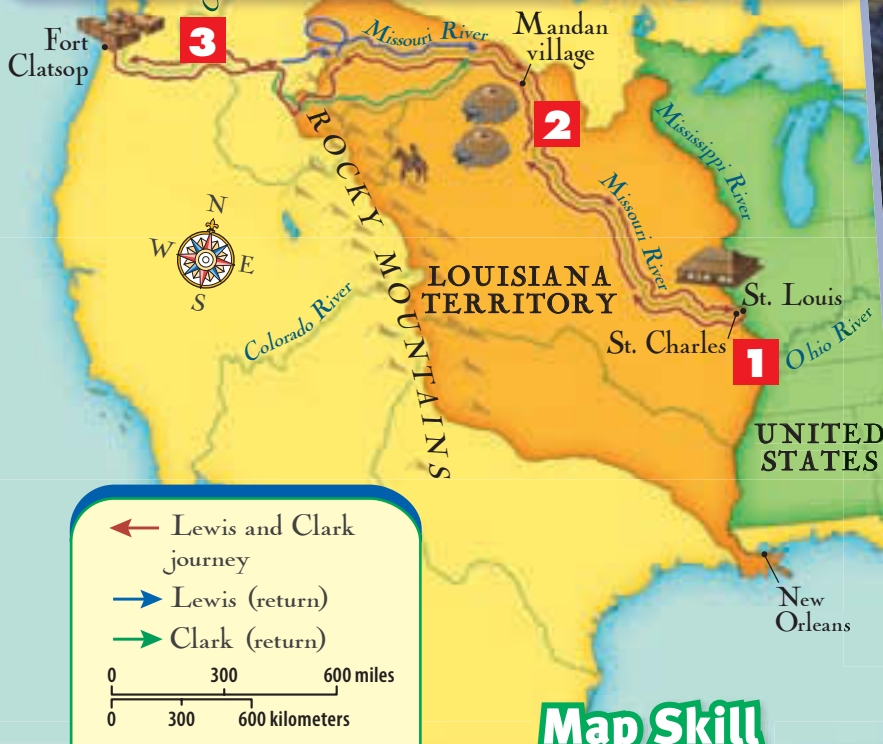 Fort
Clatsop
3
Missouri River
Mandan
village
2
Mississippi River
Missouri River
ROCKY MOUNTAINS
N
W
E
S
LOUISIANA
TERRITORY
St. Louis
St. Charles
1
Ohio River
Colorado River
UNITED
STATES
New
Orleans
Lewis and Clark
journey
Lewis (return)
Clark (return)
0 300 600 miles
0 300 600 kilometers
Map Skill